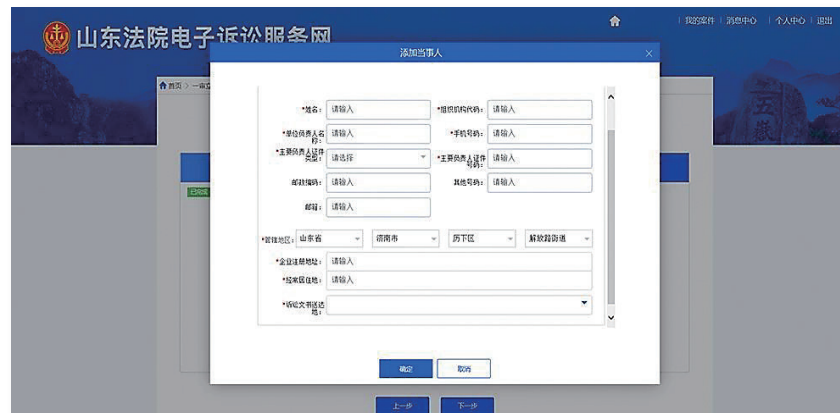 我的案件 消息中心 个人中心 退出
山东法院电子诉讼服务网
添加当事人
首页 > 一审立
已完成
*姓名: 请输入 *组织机构代码: 请输入
*单位负责人名称: 请输入 *手机号码: 请输入
*主要负责人证件类型: 请选择 *主要负责人证件号码: 请输入
邮政编码: 请输入 其他号码: 请输入
邮箱: 请输入
*管辖地区: 山东省 济南市 历下区 解放路街道
*企业注册地址: 请输入
*经常居住地: 请输入
*诉讼文书送达地:
确定 取消
上一步 下一步
五嶽